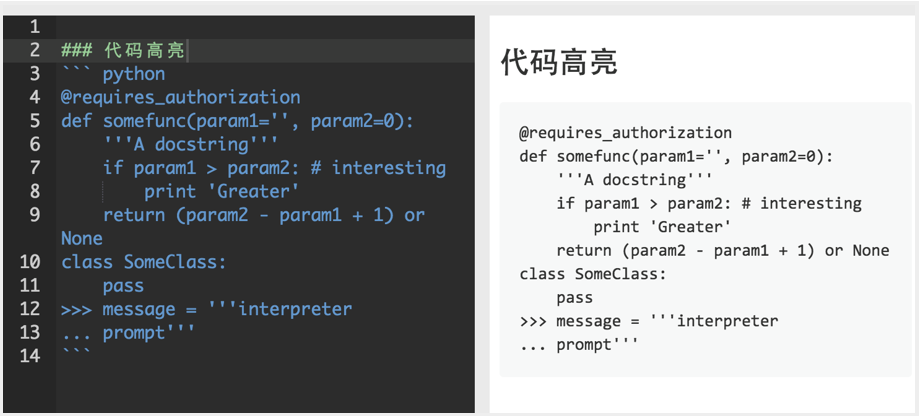 1
2 ### 代码高亮
3 ``` python
4 @requires_authorization
5 def somefunc(param1='', param2=0):
6     '''A docstring'''
7     if param1 > param2: # interesting
8         print 'Greater'
9     return (param2 - param1 + 1) or
None
10 class SomeClass:
11     pass
12 >>> message = '''interpreter
13 ... prompt'''
14 ```
代码高亮
@requires_authorization
def somefunc(param1='', param2=0):
    '''A docstring'''
    if param1 > param2: # interesting
        print 'Greater'
    return (param2 - param1 + 1) or None
class SomeClass:
    pass
>>> message = '''interpreter
... prompt'''